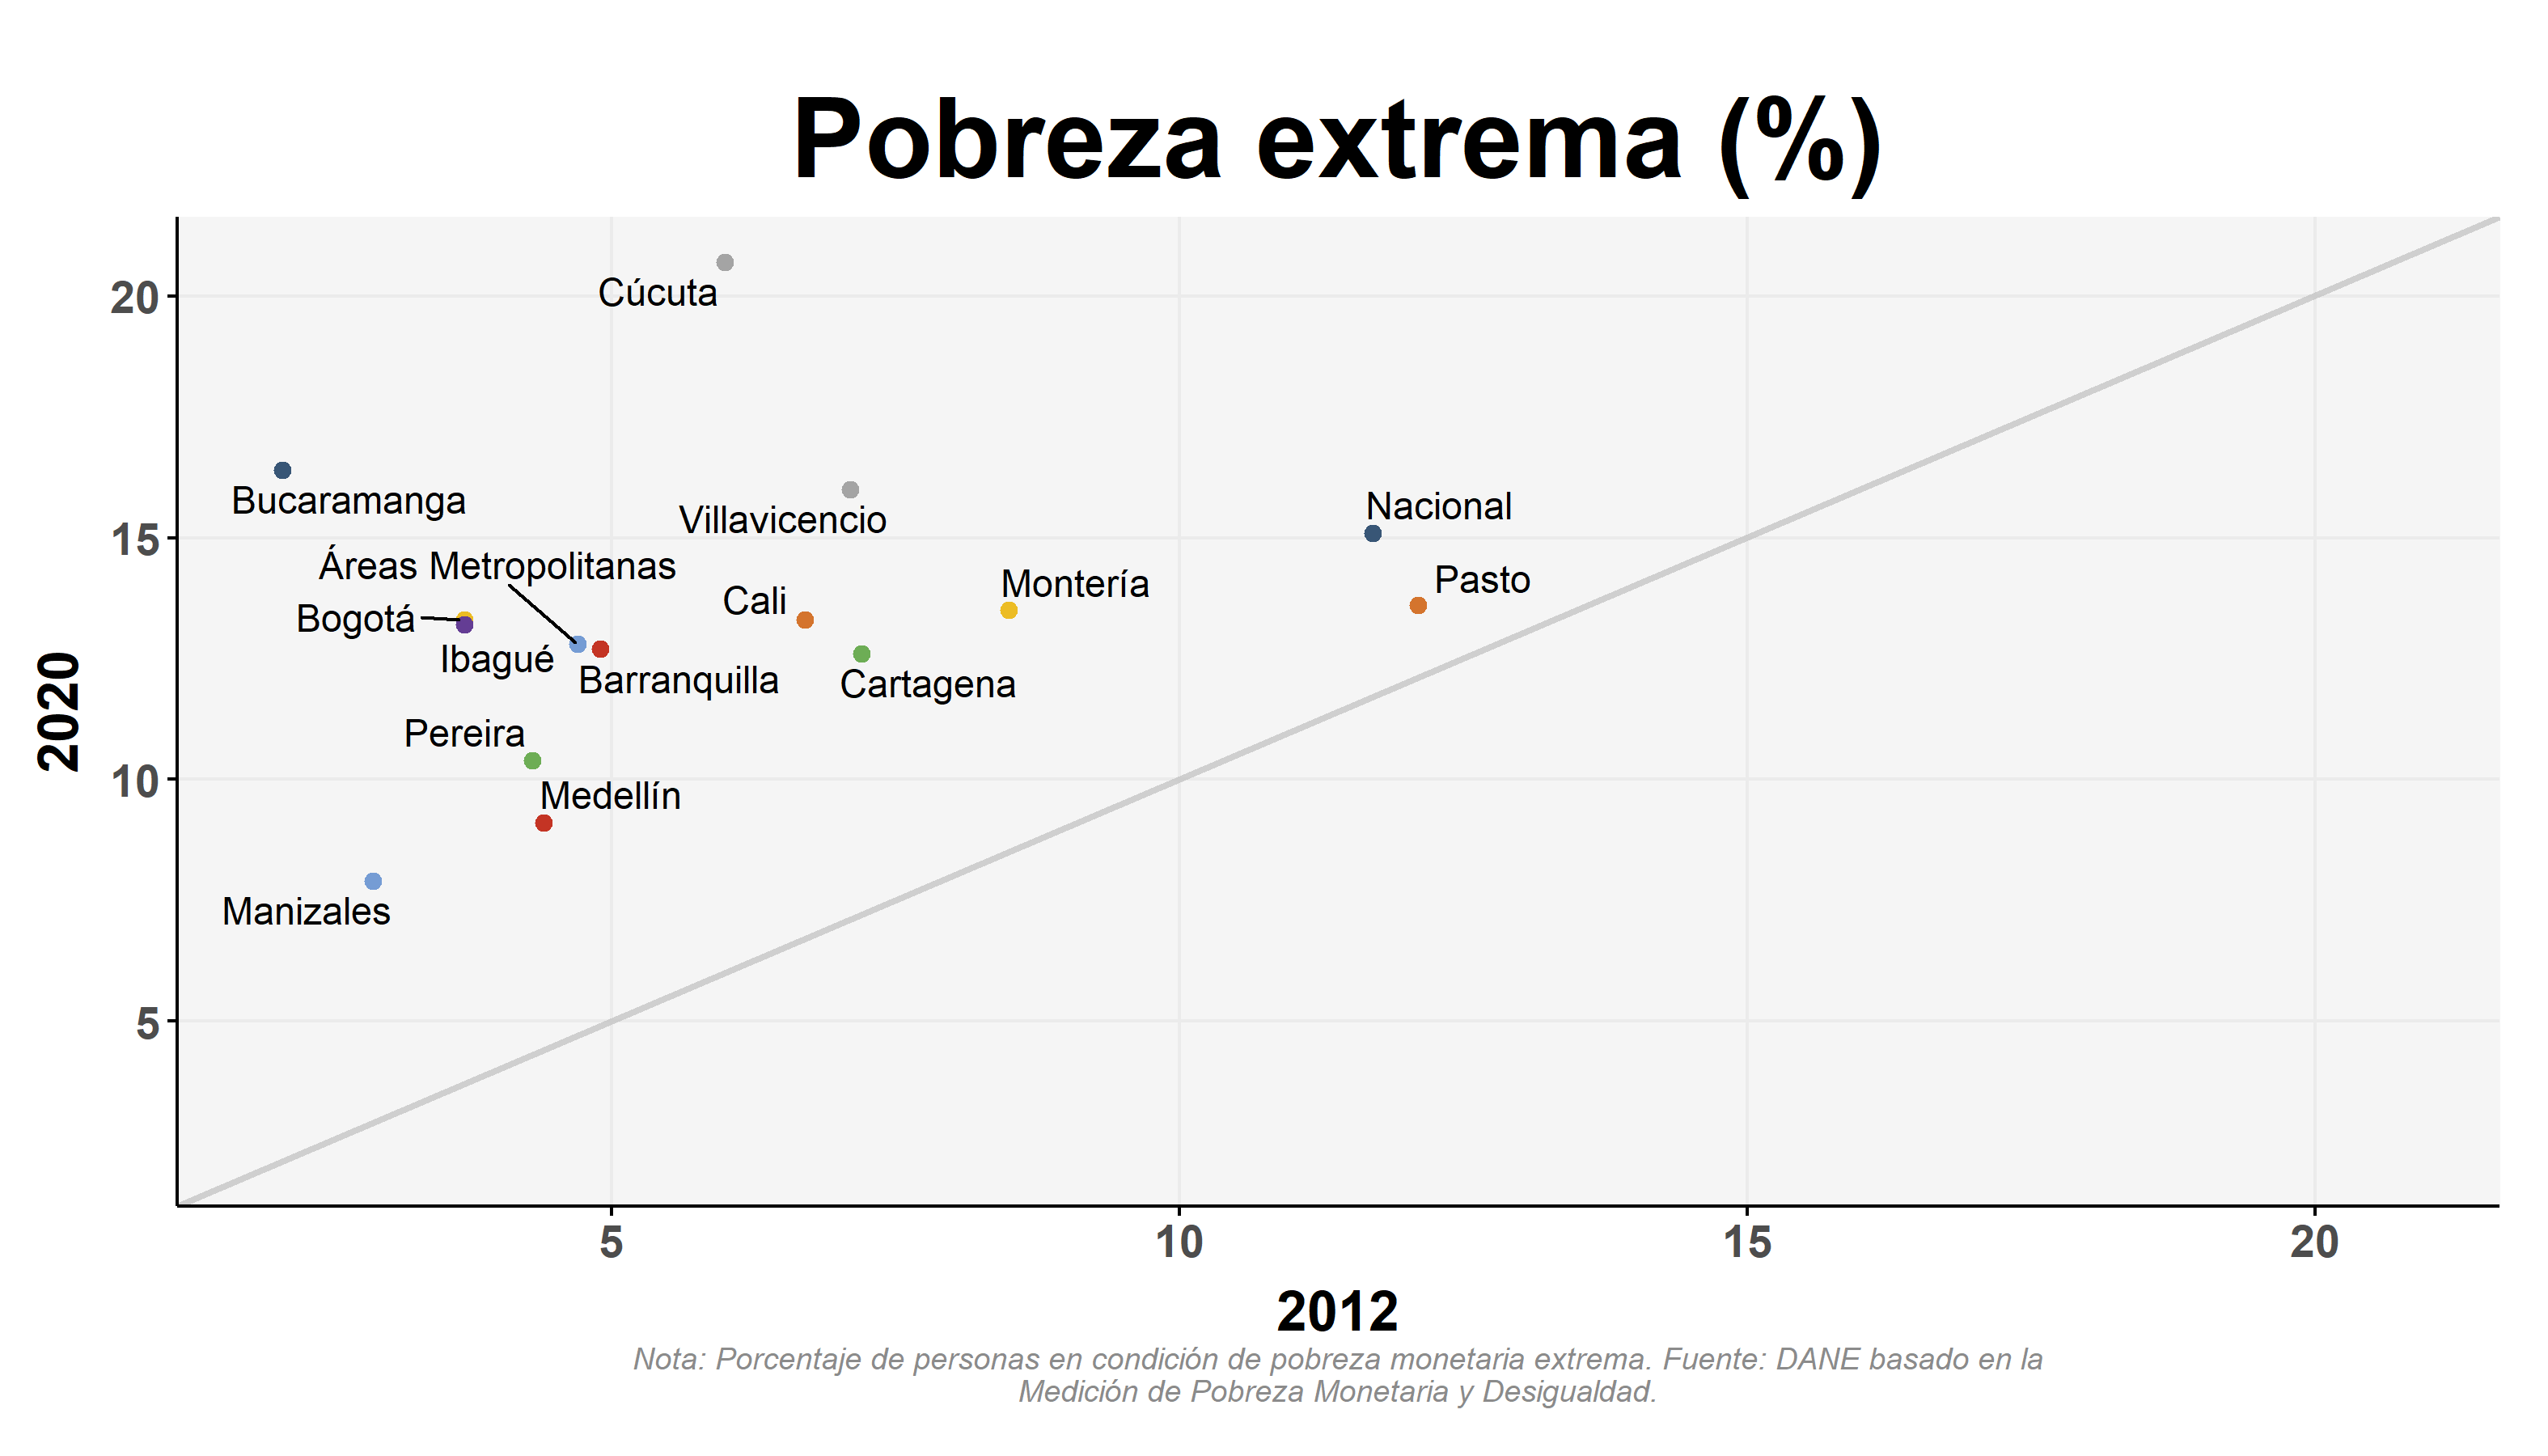 Pobreza extrema (%)
20
15
10
5
2020
Cúcuta
Bucaramanga
Villavicencio
Nacional
Áreas Metropolitanas
Pasto
Montería
Cali
Bogotá
Ibagué
Barranquilla
Cartagena
Pereira
Medellín
Manizales
5
10
15
20
2012
Nota: Porcentaje de personas en condición de pobreza monetaria extrema. Fuente: DANE basado en la
Medición de Pobreza Monetaria y Desigualdad.